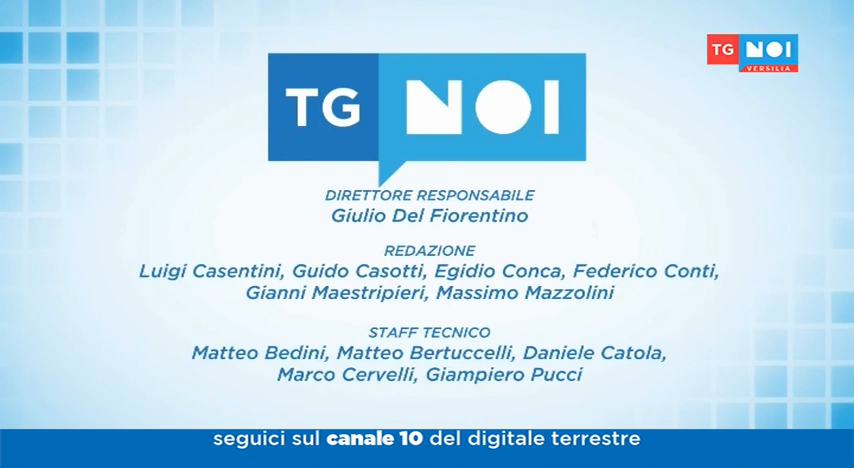 TG NOI
VERSILIA
TG NOI
DIRETTORE RESPONSABILE
Giulio Del Fiorentino
REDAZIONE
Luigi Casentini, Guido Casotti, Egidio Conca, Federico Conti,
Gianni Maestripieri, Massimo Mazzolini
STAFF TECNICO
Matteo Bedini, Matteo Bertuccelli, Daniele Catola,
Marco Cervelli, Giampiero Pucci
seguici sul canale 10 del digitale terrestre